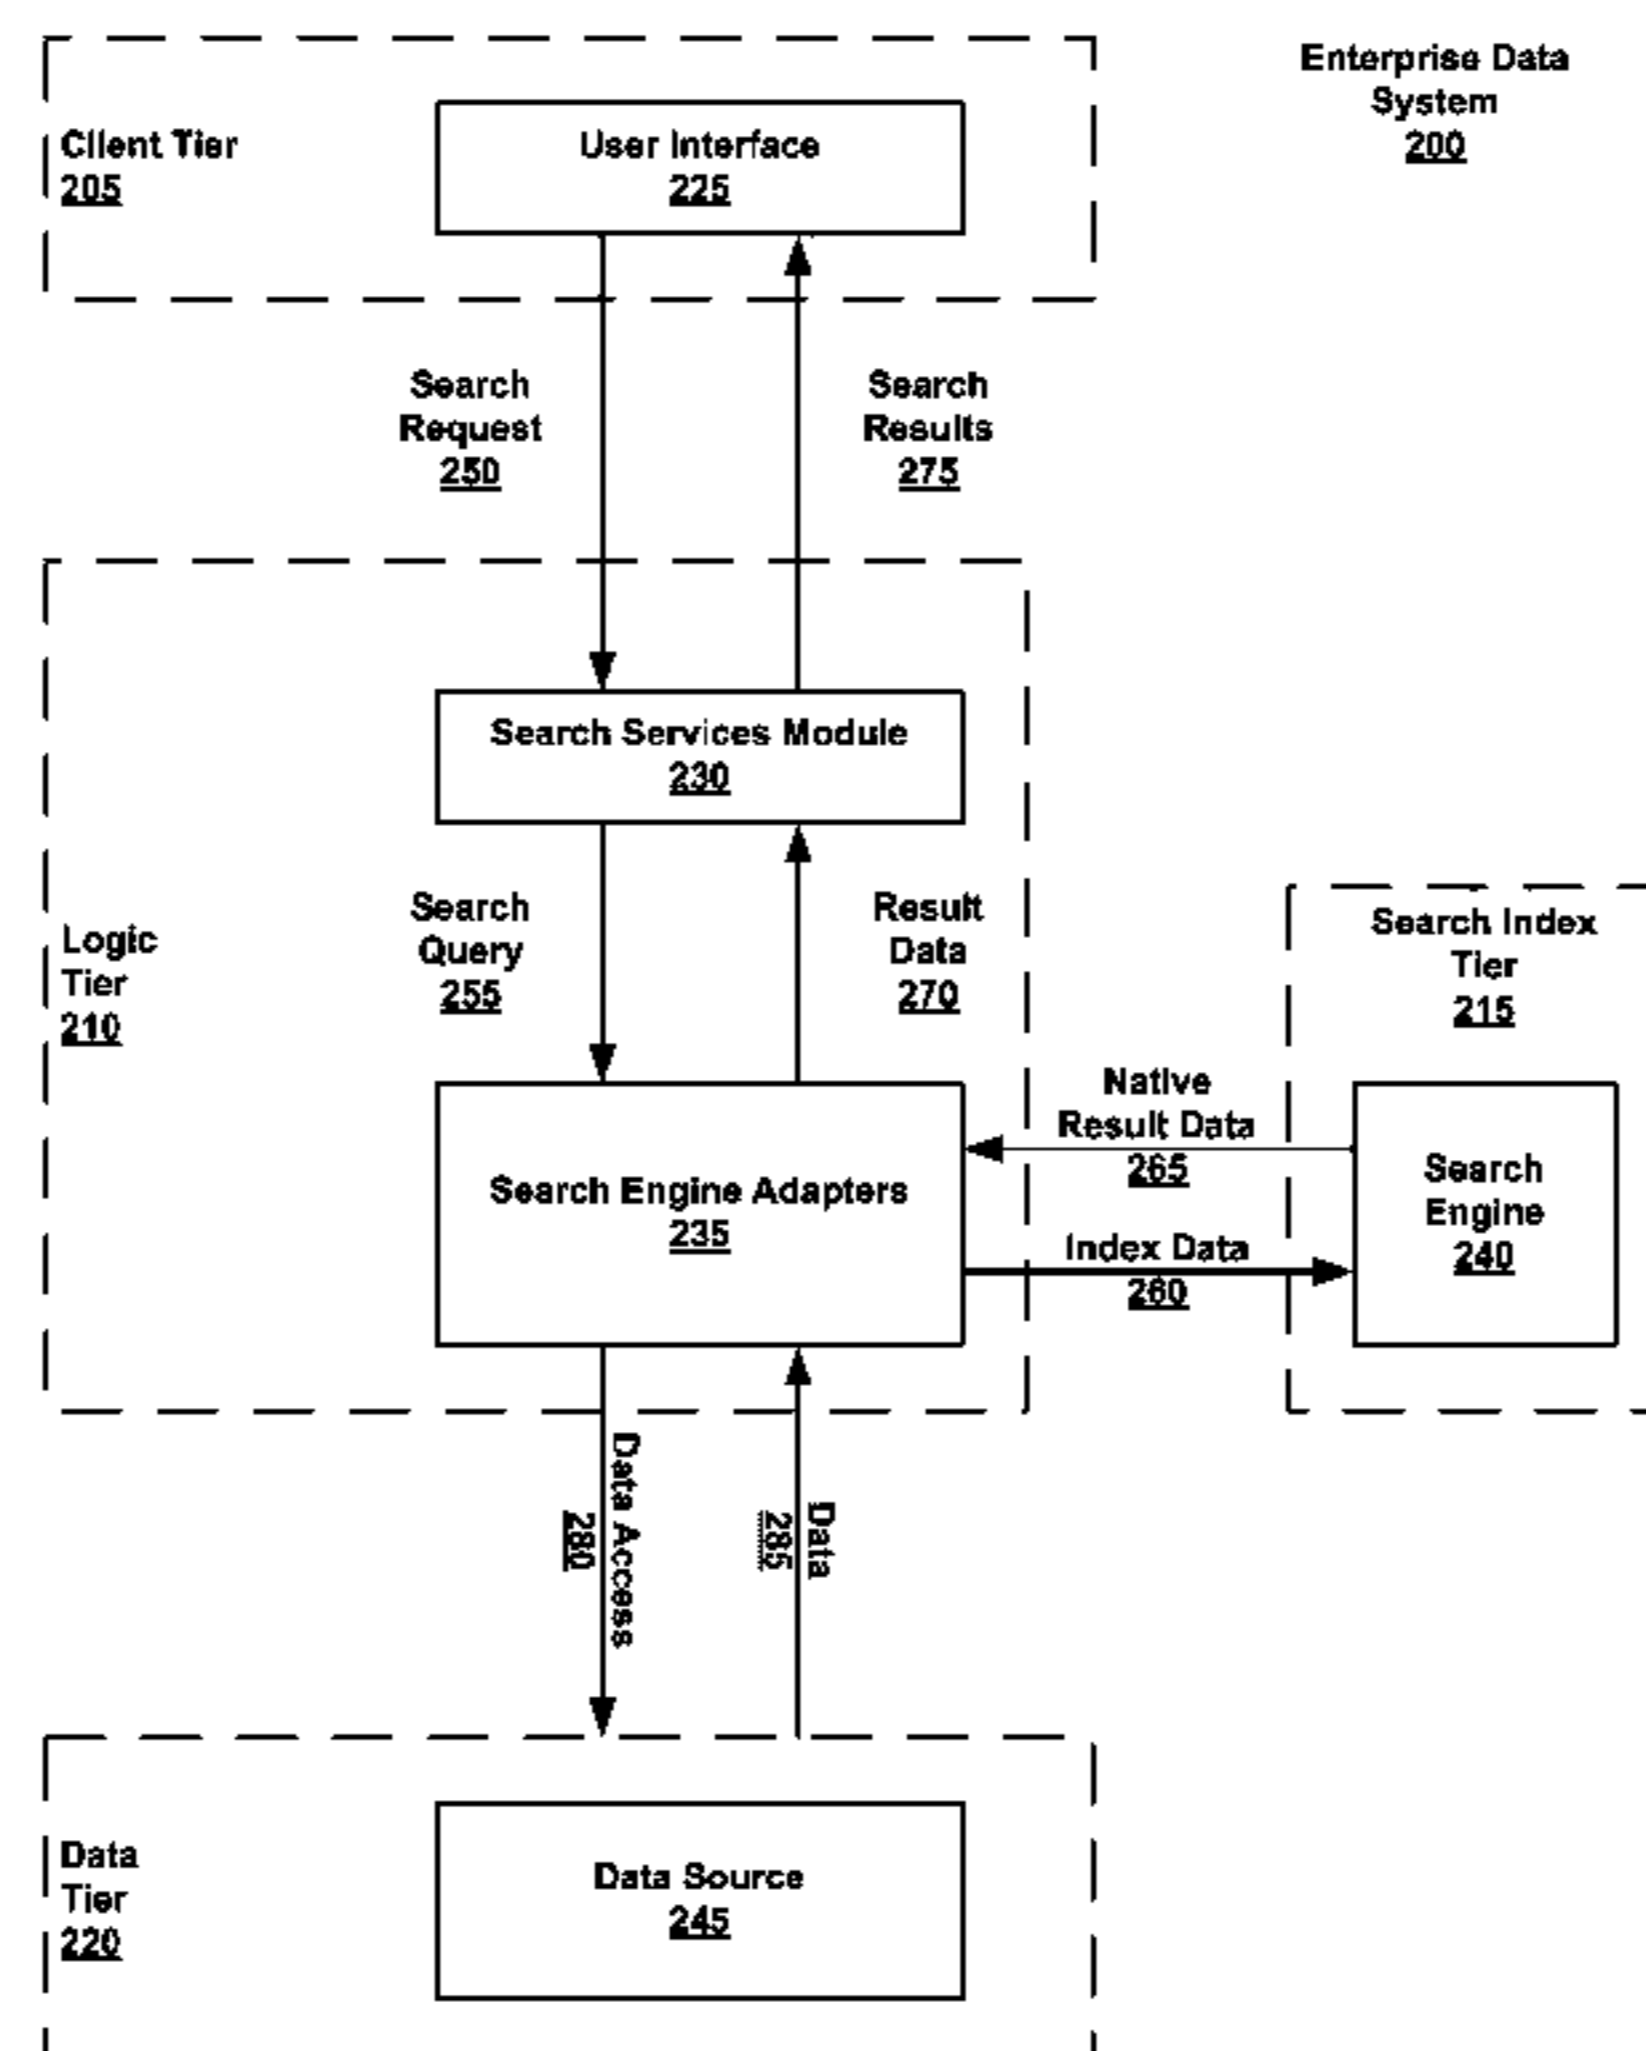 Enterprise Data
System
200
Client Tier
205
User Interface
225
Search
Request
250
Search
Results
275
Search Services Module
230
Logic
Tier
210
Search
Query
255
Result
Data
270
Search Index
Tier
215
Native
Result Data
265
Search Engine Adapters
235
Search
Engine
240
Index Data
260
Data Access
280
Data
285
Data
Tier
220
Data Source
245